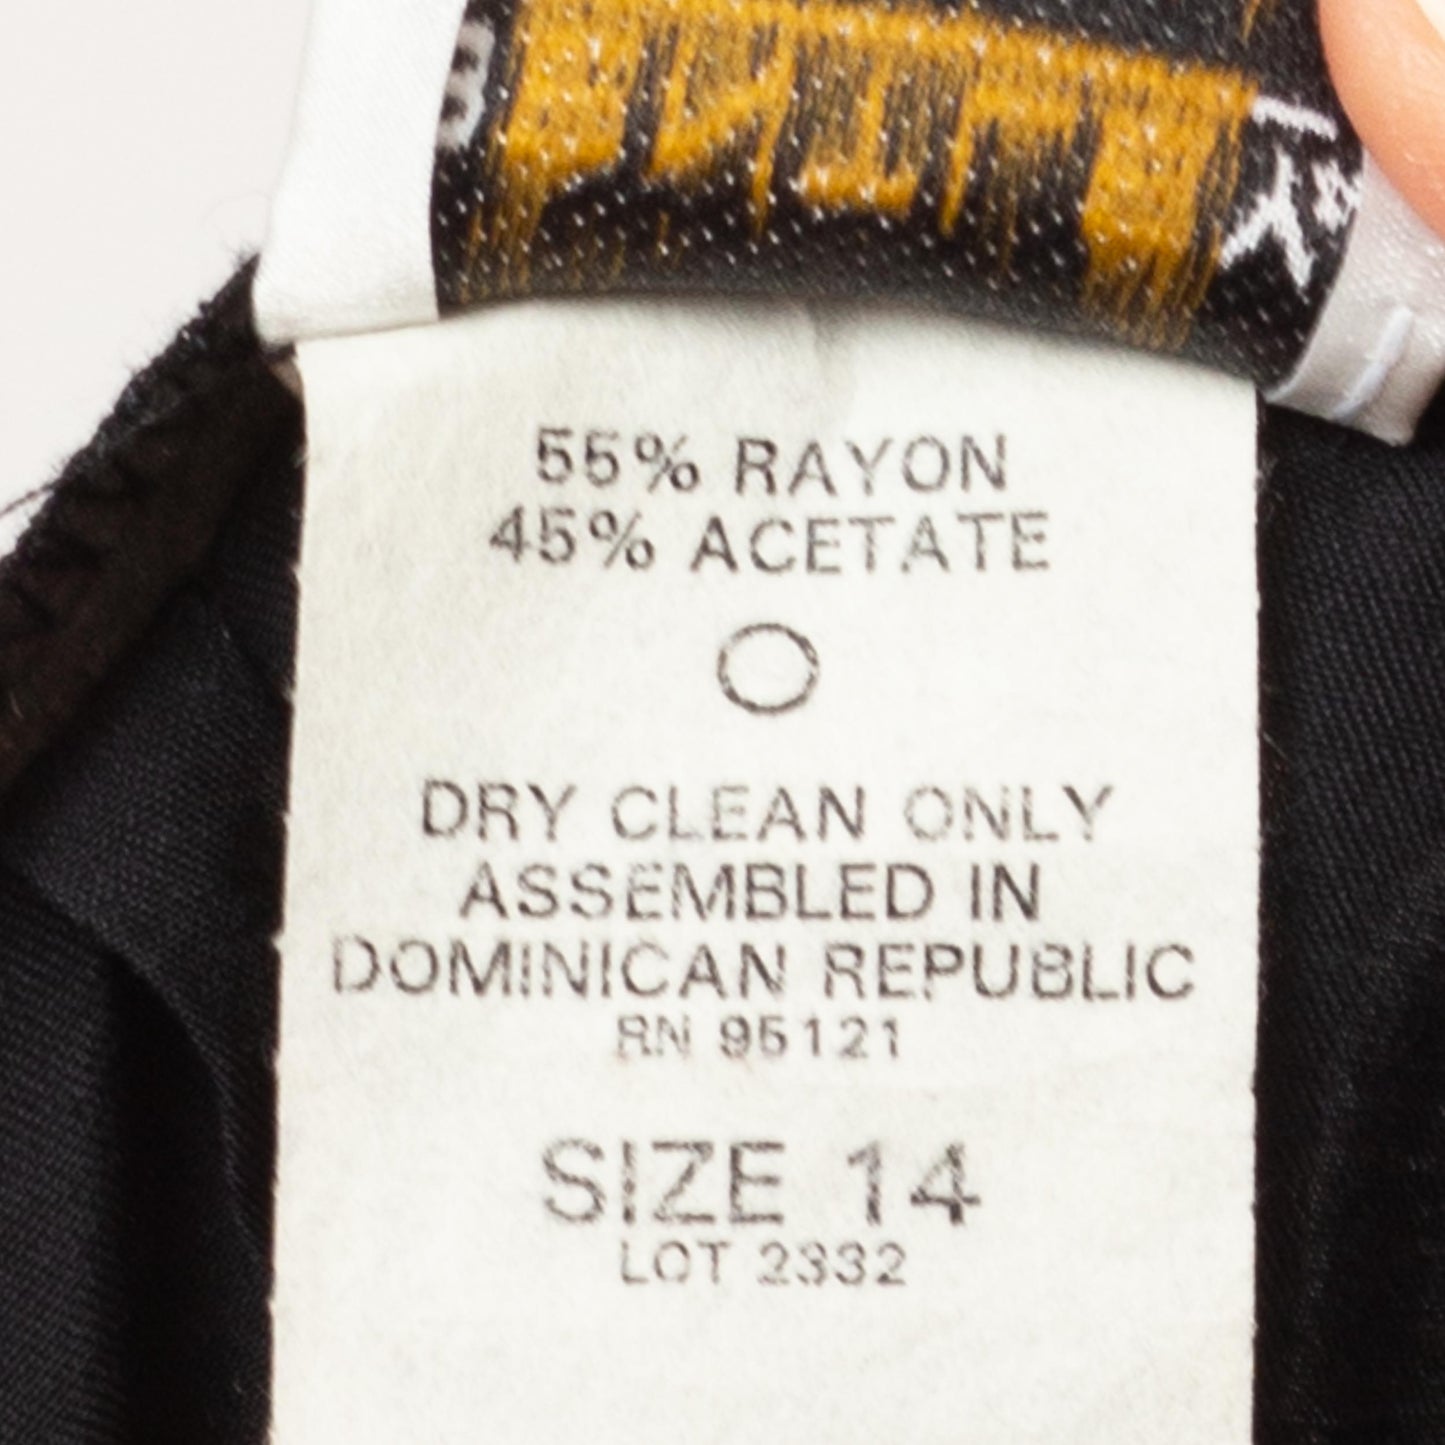 55% RAYON
45% ACETATE
DRY CLEAN ONLY
ASSEMBLED IN
DOMINICAN REPUBLIC
RN 95121
SIZE 14
LOT 2332